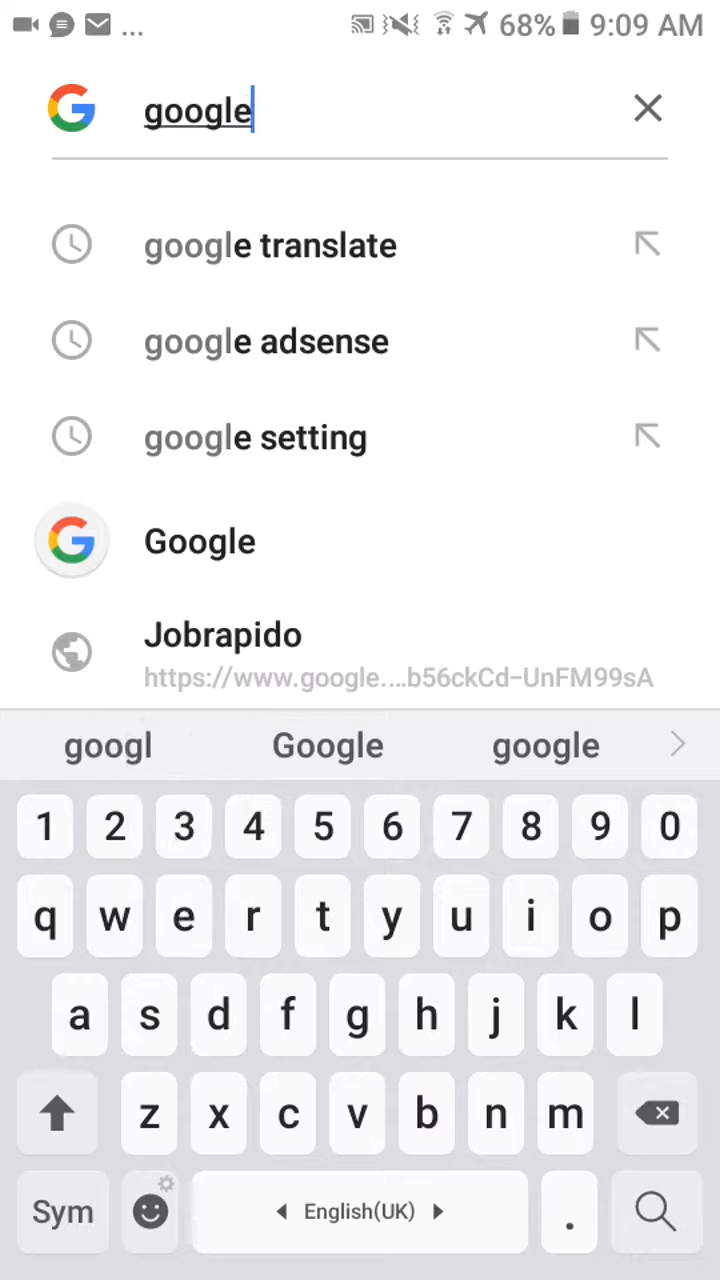 ... 68% 9:09 AM
google
google translate
google adsense
google setting
Google
Jobrapido
https://www.google....b56ckCd-UnFM99sA
googl Google google
1 2 3 4 5 6 7 8 9 0
q w e r t y u i o p
a s d f g h j k l
z x c v b n m
Sym English(UK) .